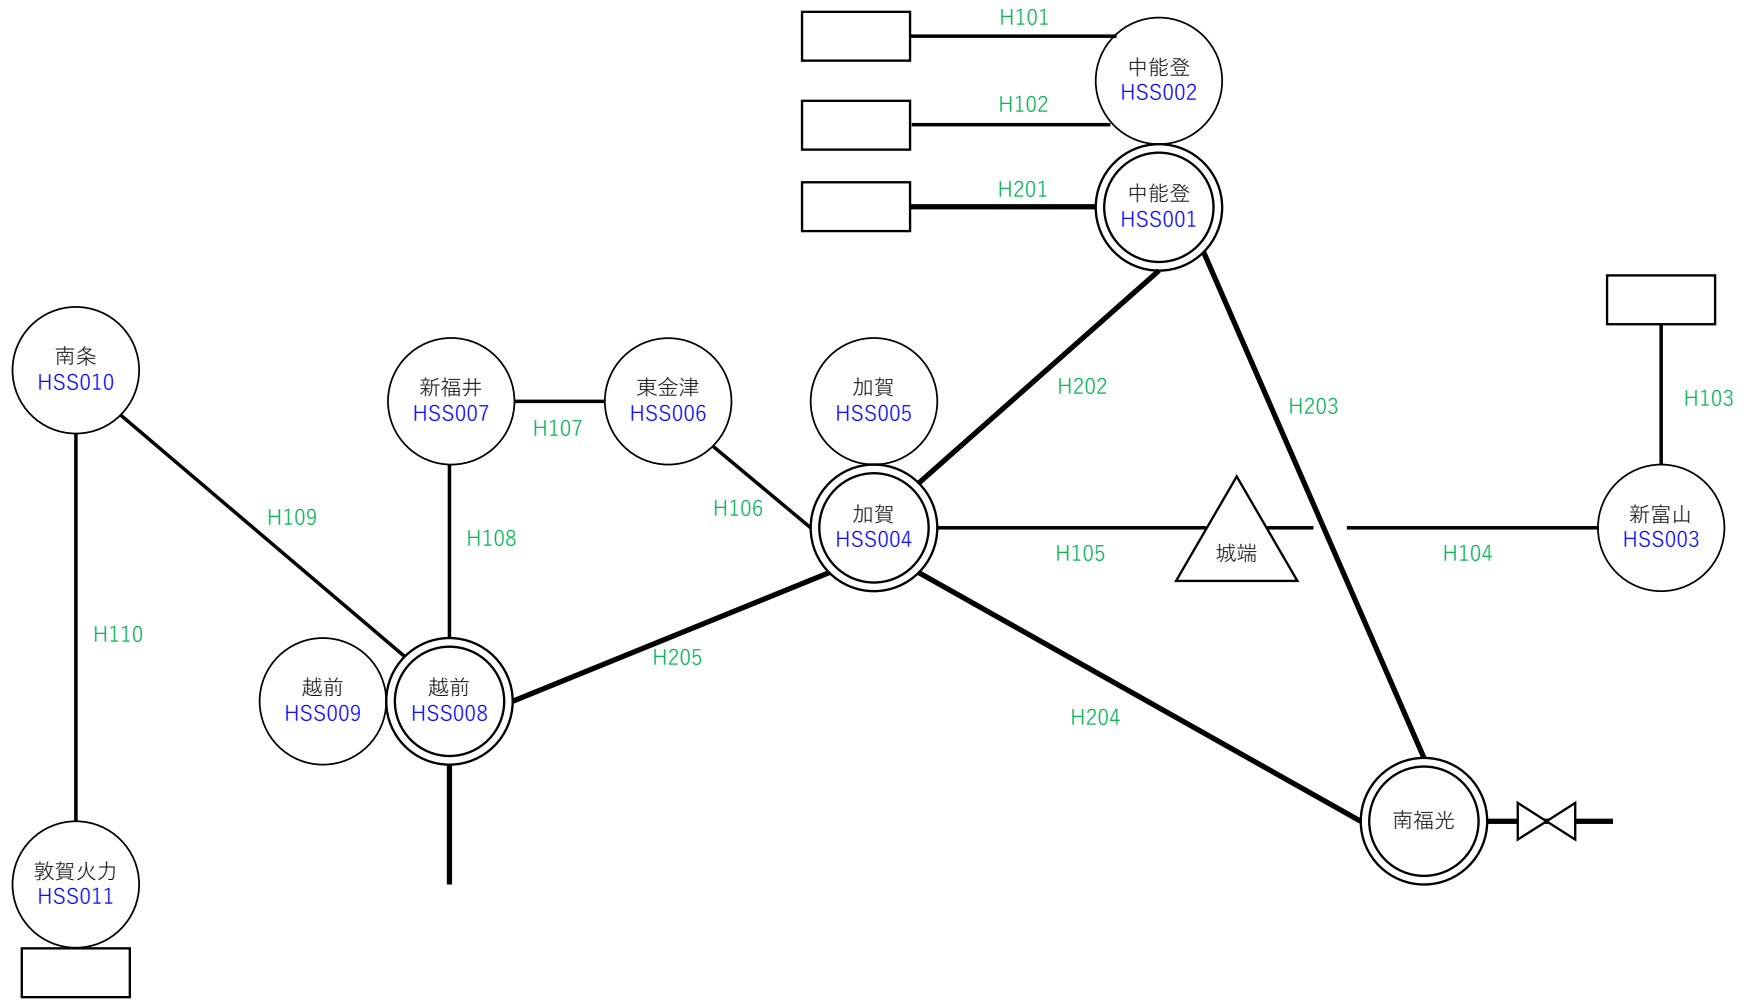 H101
中能登
HSS002
H102
H201
中能登
HSS001
南条
HSS010
新福井
HSS007
東金津
HSS006
加賀
HSS005
H202
H203
H103
H107
H109
H108
H106
加賀
HSS004
H105
城端
H104
新富山
HSS003
H110
H205
越前
HSS009
越前
HSS008
H204
南福光
敦賀火力
HSS011